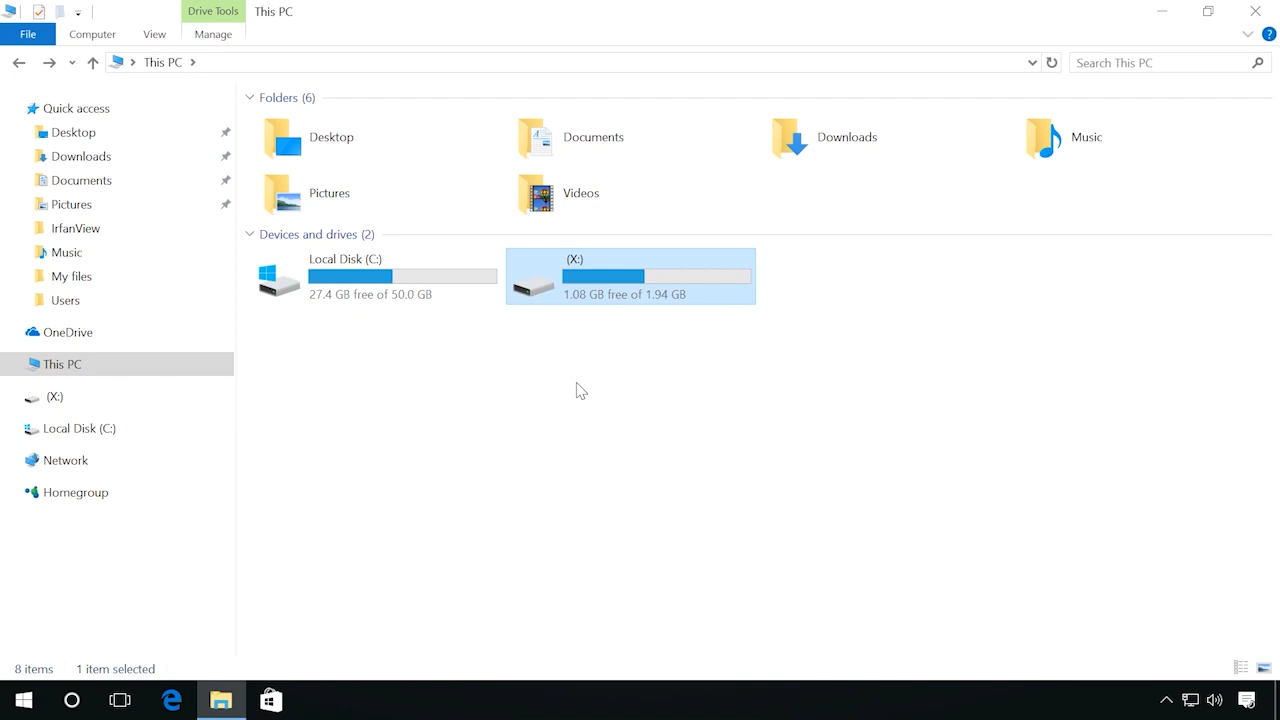 Drive Tools
This PC
File
Computer
View
Manage
This PC
Search This PC
Quick access
Desktop
Downloads
Documents
Pictures
IrfanView
Music
My files
Users
OneDrive
This PC
(X:)
Local Disk (C:)
Network
Homegroup
Folders (6)
Desktop
Documents
Downloads
Music
Pictures
Videos
Devices and drives (2)
Local Disk (C:)
27.4 GB free of 50.0 GB
(X:)
1.08 GB free of 1.94 GB
8 items
1 item selected